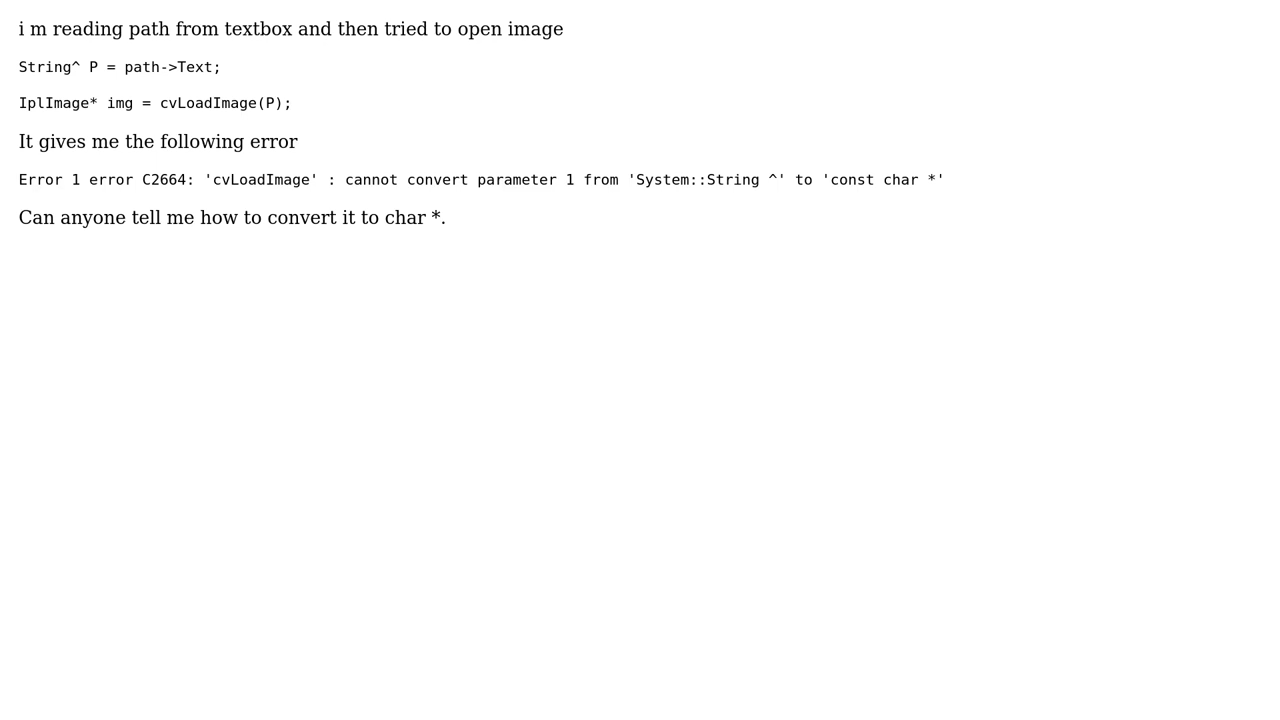 i m reading path from textbox and then tried to open image
String^ P = path->Text;
IplImage* img = cvLoadImage(P);
It gives me the following error
Error 1 error C2664: 'cvLoadImage' : cannot convert parameter 1 from 'System::String ^' to 'const char *'
Can anyone tell me how to convert it to char *.